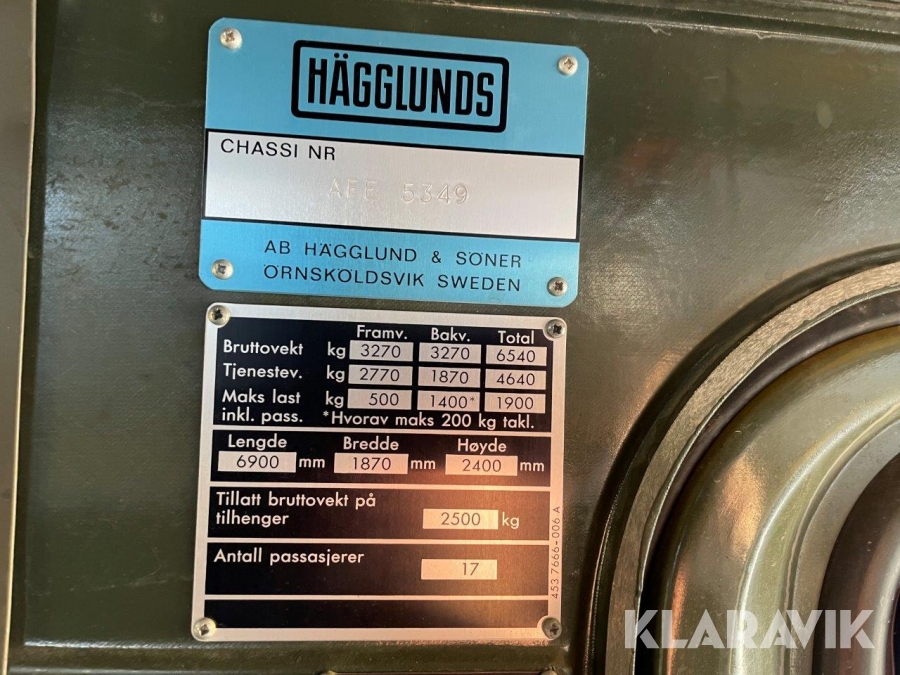 HÄGGLUNDS
CHASSI NR
5349
AB HÄGGLUND & SÖNER
ÖRNSKÖLDSVIK SWEDEN
Framv. Bakv. Total
Bruttovekt kg 3270 3270 6540
Tjenestev. kg 2770 1870 4640
Maks last kg 500 1400* 1900
inkl. pass. *Hvorav maks 200 kg takl.
Lengde Bredde Høyde
6900 mm 1870 mm 2400 mm
Tillatt bruttovekt på
tilhenger 2500 kg
Antall passasjerer 17
453 7666-006 A
KLARAVIK